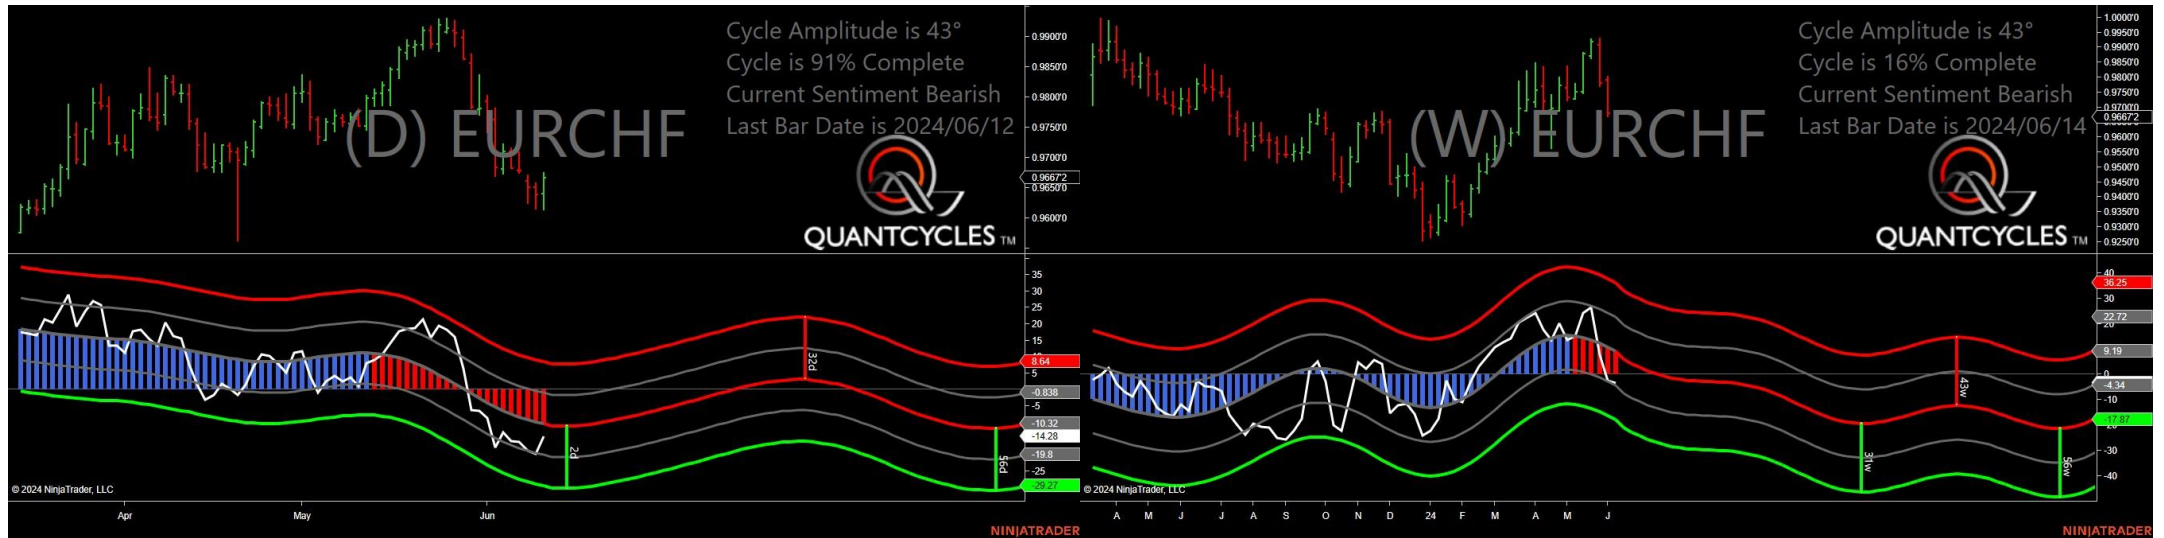 Cycle Amplitude is 43°
Cycle is 91% Complete
Current Sentiment Bearish
Last Bar Date is 2024/06/12
(D) EURCHF
QUANTCYCLES TM
0.9900'0
0.9850'0
0.9800'0
0.9750'0
0.9700'0
0.9667'2
0.9650'0
0.9600'0
35
30
25
20
15
8.64
5
-0.838
-5
-10.32
-14.28
-19.8
-25
-29.27
32d
2d
56d
© 2024 NinjaTrader, LLC
Apr May Jun
NINJATRADER
Cycle Amplitude is 43°
Cycle is 16% Complete
Current Sentiment Bearish
Last Bar Date is 2024/06/14
(W) EURCHF
QUANTCYCLES TM
1.0000'0
0.9950'0
0.9900'0
0.9850'0
0.9800'0
0.9750'0
0.9700'0
0.9667'2
0.9600'0
0.9550'0
0.9500'0
0.9450'0
0.9400'0
0.9350'0
0.9300'0
0.9250'0
40
36.25
30
22.72
20
9.19
0
-4.34
-10
-17.87
-30
-40
43w
31w
56w
© 2024 NinjaTrader, LLC
A M J J A S O N D 24 F M A M J
NINJATRADER